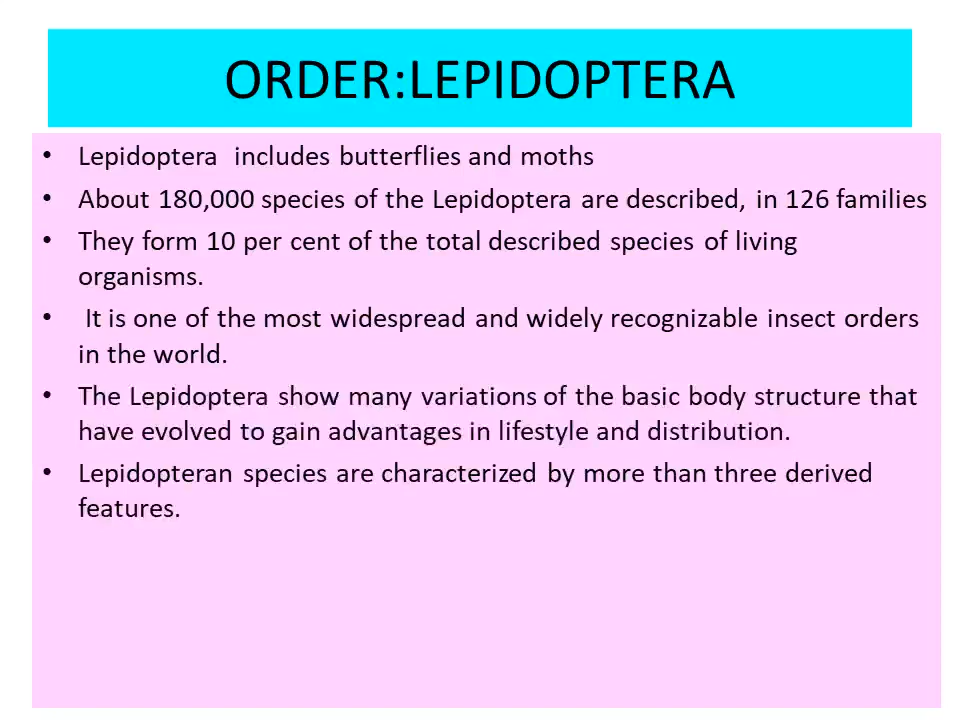 ORDER:LEPIDOPTERA
• Lepidoptera includes butterflies and moths
• About 180,000 species of the Lepidoptera are described, in 126 families
• They form 10 per cent of the total described species of living
organisms.
• It is one of the most widespread and widely recognizable insect orders
in the world.
• The Lepidoptera show many variations of the basic body structure that
have evolved to gain advantages in lifestyle and distribution.
• Lepidopteran species are characterized by more than three derived
features.